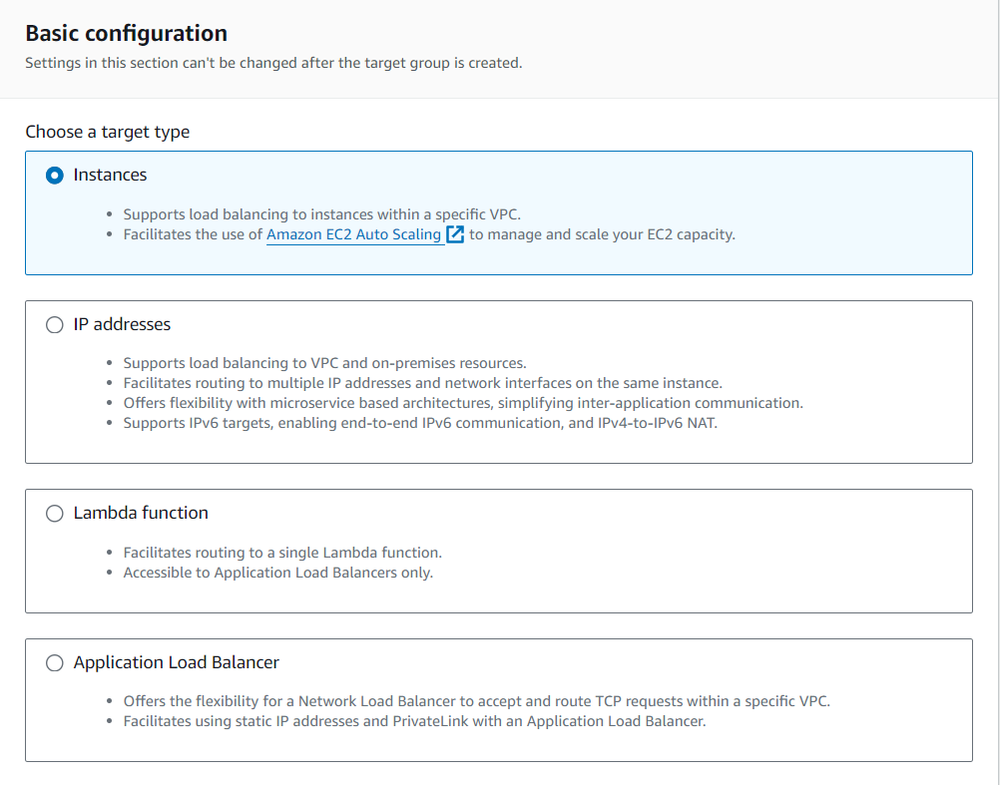 Basic configuration
Settings in this section can't be changed after the target group is created.
Choose a target type
Instances
• Supports load balancing to instances within a specific VPC.
• Facilitates the use of Amazon EC2 Auto Scaling to manage and scale your EC2 capacity.
IP addresses
• Supports load balancing to VPC and on-premises resources.
• Facilitates routing to multiple IP addresses and network interfaces on the same instance.
• Offers flexibility with microservice based architectures, simplifying inter-application communication.
• Supports IPv6 targets, enabling end-to-end IPv6 communication, and IPv4-to-IPv6 NAT.
Lambda function
• Facilitates routing to a single Lambda function.
• Accessible to Application Load Balancers only.
Application Load Balancer
• Offers the flexibility for a Network Load Balancer to accept and route TCP requests within a specific VPC.
• Facilitates using static IP addresses and PrivateLink with an Application Load Balancer.